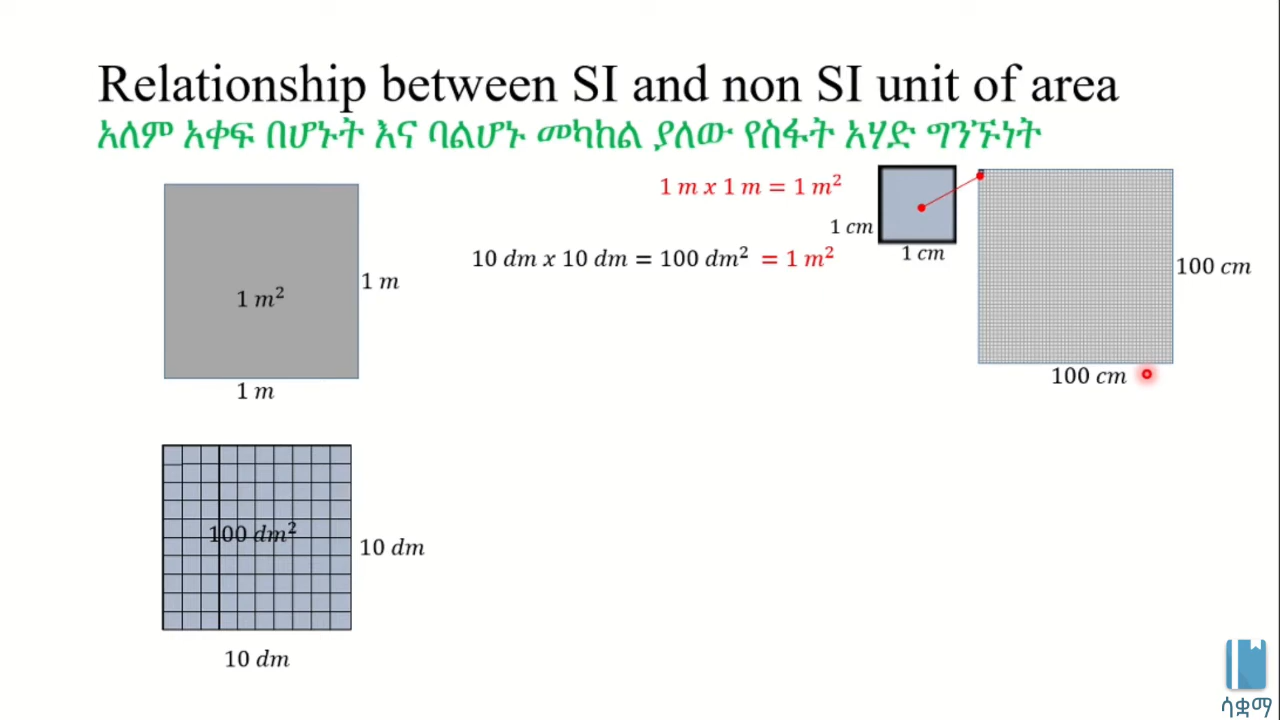 Relationship between SI and non SI unit of area
አለም አቀፍ በሆኑት እና ባልሆኑ መካከል ያለው የስፋት አሃድ ግንኙነት
1 m x 1 m = 1 m²
1 cm
1 cm
10 dm x 10 dm = 100 dm² = 1 m²
1 m²
1 m
1 m
100 cm
100 cm
100 dm²
10 dm
10 dm
ሳቋማ